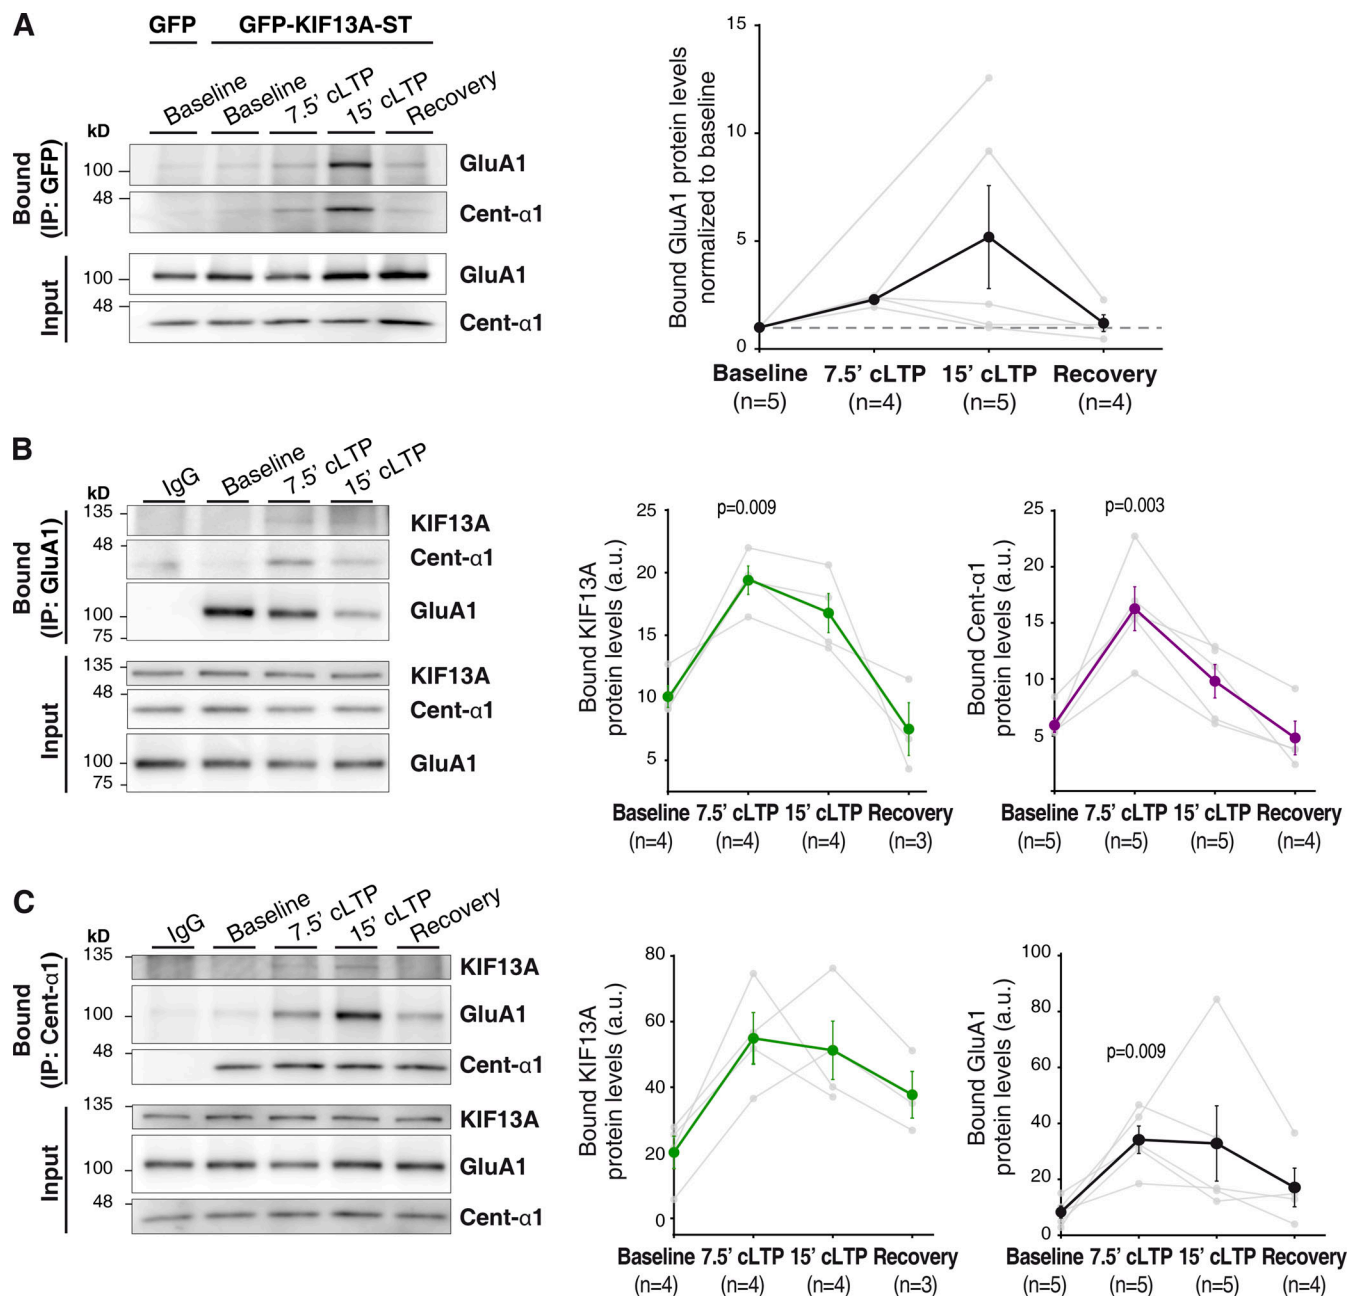 A
GFP GFP-KIF13A-ST
Baseline Baseline 7.5’ cLTP 15’ cLTP Recovery
kD
Bound
(IP: GFP)
100 GluA1
48 Cent-α1
Input
100 GluA1
48 Cent-α1
Bound GluA1 protein levels
normalized to baseline
15
10
5
0
Baseline 7.5’ cLTP 15’ cLTP Recovery
(n=5) (n=4) (n=5) (n=4)
B
IgG Baseline 7.5’ cLTP 15’ cLTP
kD
Bound
(IP: GluA1)
135 KIF13A
48 Cent-α1
100 GluA1
75
Input
135 KIF13A
48 Cent-α1
100 GluA1
75
Bound KIF13A
protein levels (a.u.)
p=0.009
25
20
15
10
5
Baseline 7.5’ cLTP 15’ cLTP Recovery
(n=4) (n=4) (n=4) (n=3)
Bound Cent-α1
protein levels (a.u.)
p=0.003
25
20
15
10
5
Baseline 7.5’ cLTP 15’ cLTP Recovery
(n=5) (n=5) (n=5) (n=4)
C
IgG Baseline 7.5’ cLTP 15’ cLTP Recovery
kD
Bound
(IP: Cent-α1)
135 KIF13A
100 GluA1
48 Cent-α1
Input
135 KIF13A
100 GluA1
48 Cent-α1
Bound KIF13A
protein levels (a.u.)
80
60
40
20
0
Baseline 7.5’ cLTP 15’ cLTP Recovery
(n=4) (n=4) (n=4) (n=3)
Bound GluA1
protein levels (a.u.)
p=0.009
100
80
60
40
20
0
Baseline 7.5’ cLTP 15’ cLTP Recovery
(n=5) (n=5) (n=5) (n=4)